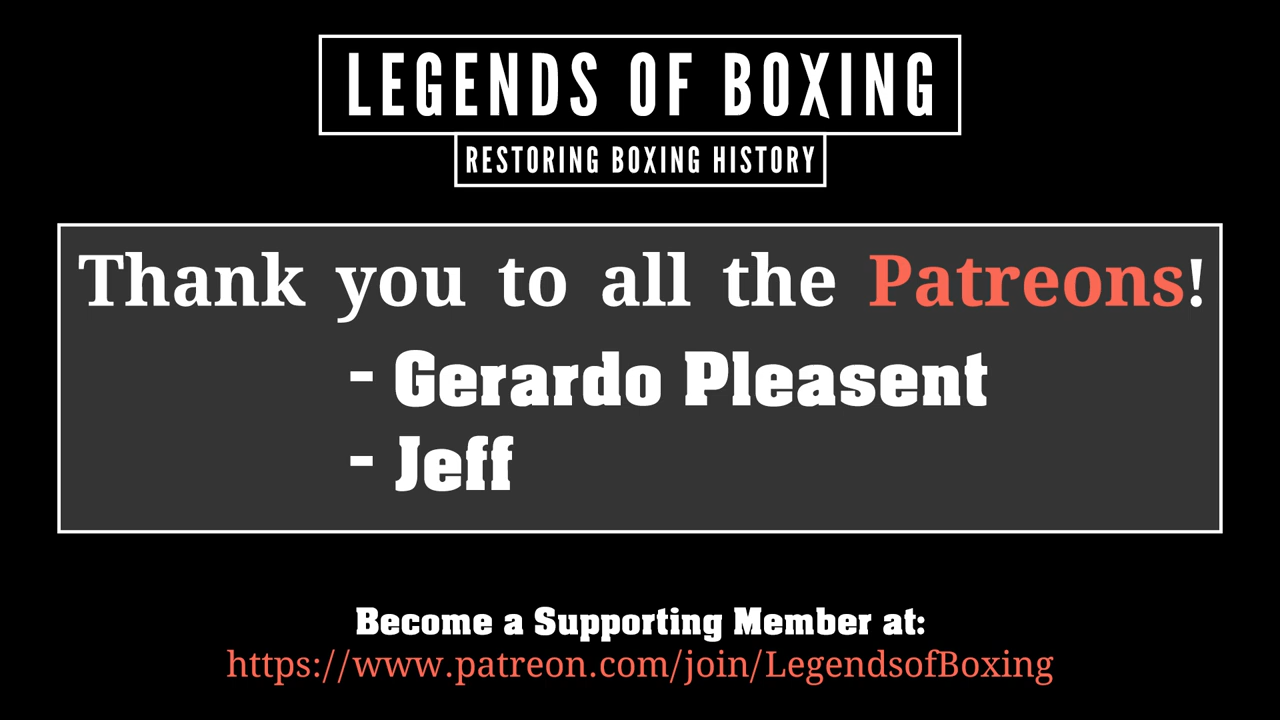 LEGENDS OF BOXING
RESTORING BOXING HISTORY
Thank you to all the Patreons!
- Gerardo Pleasent
- Jeff
Become a Supporting Member at:
https://www.patreon.com/join/LegendsofBoxing